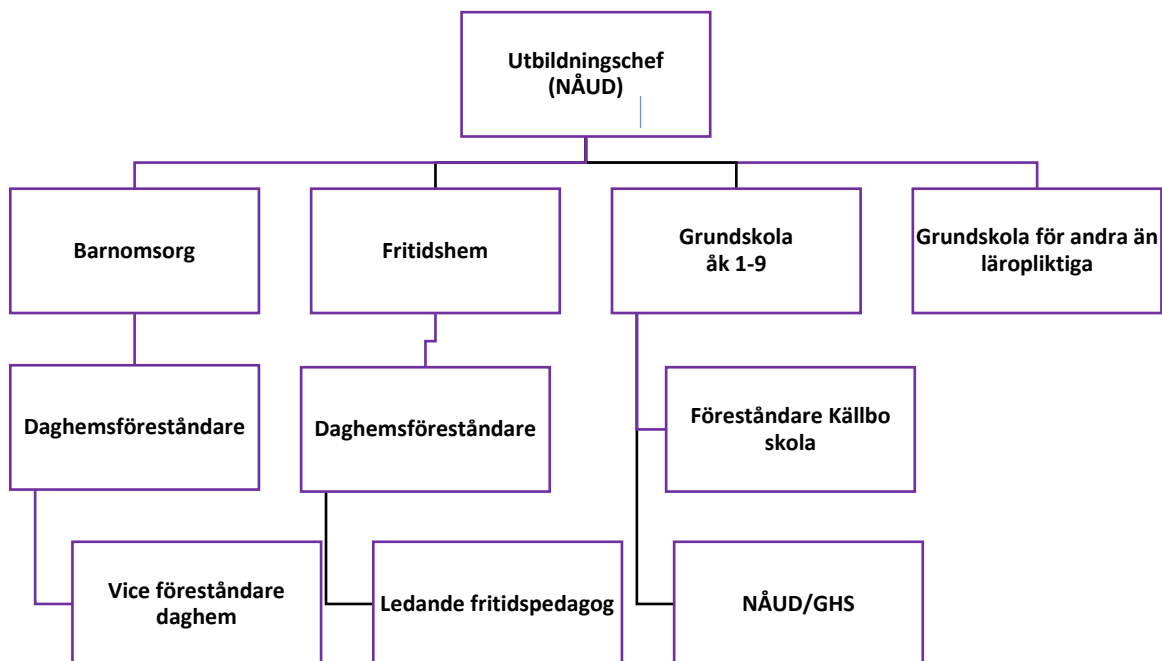 Utbildningschef
(NÅUD)
Barnomsorg
Fritidshem
Grundskola
åk 1-9
Grundskola för andra än
läropliktiga
Daghemsföreståndare
Daghemsföreståndare
Föreståndare Källbo
skola
Vice föreståndare
daghem
Ledande fritidspedagog
NÅUD/GHS